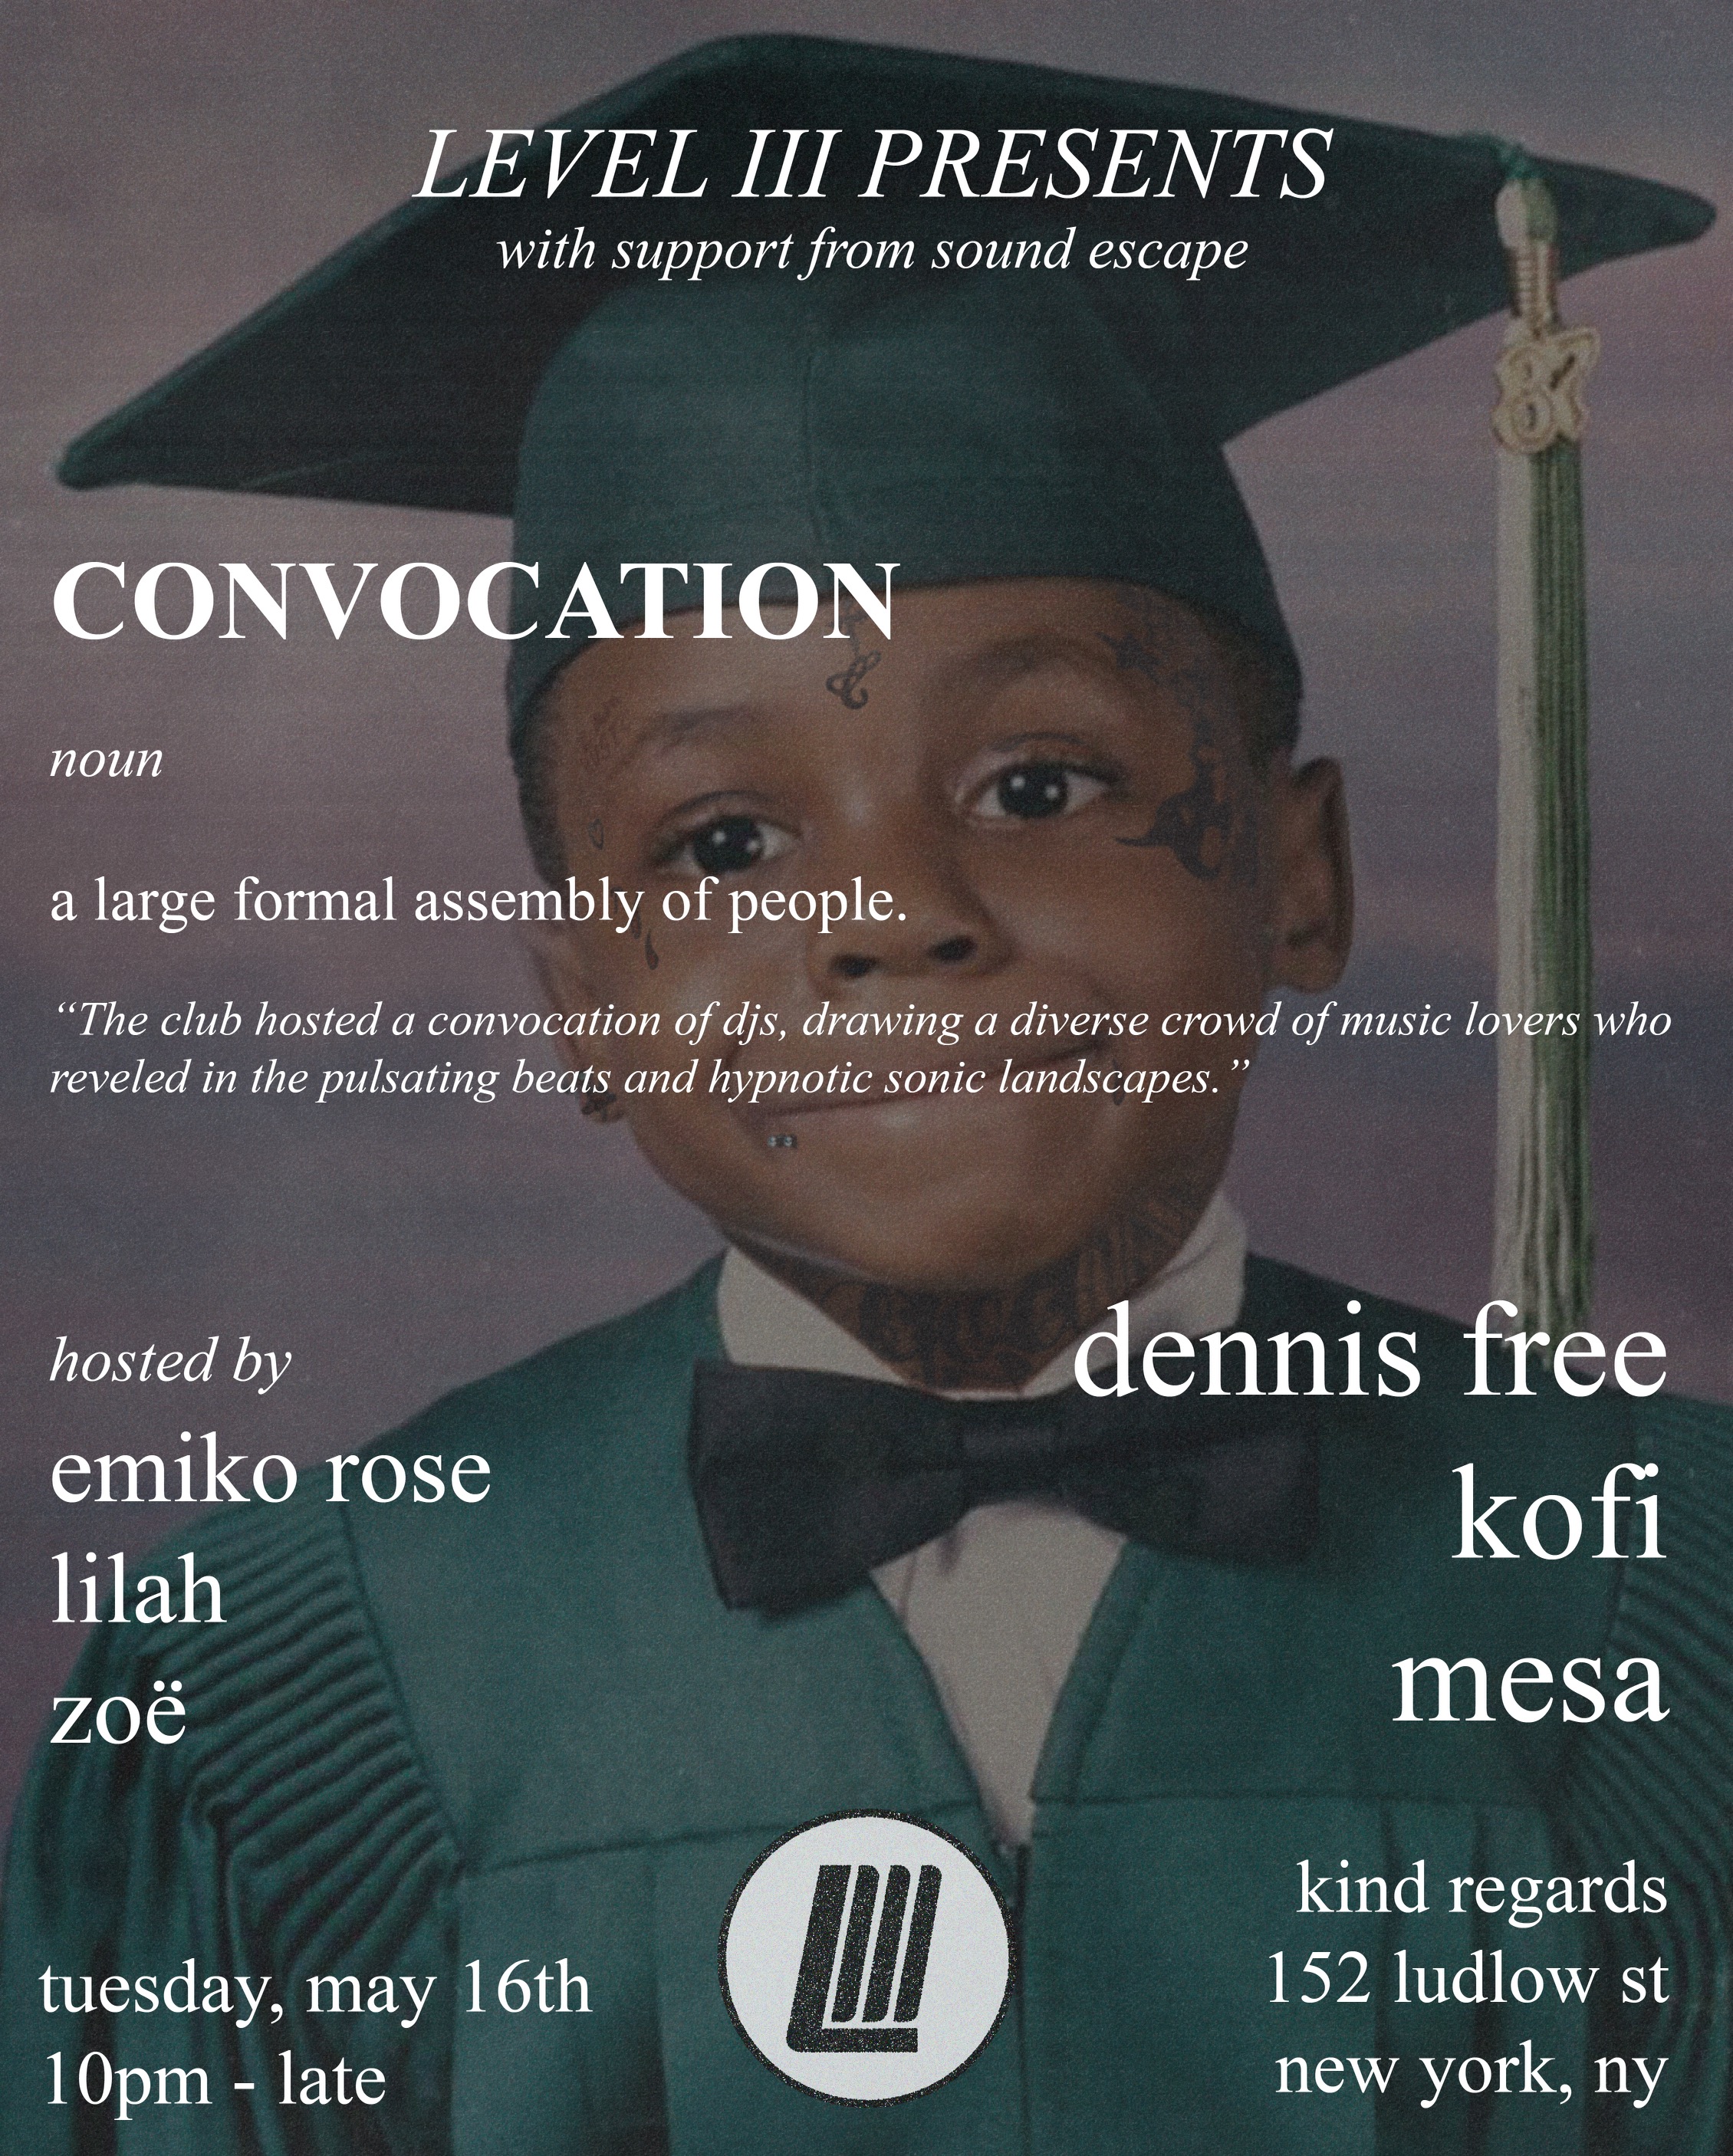 LEVEL III PRESENTS
with support from sound escape
87
CONVOCATION
noun
a large formal assembly of people.
“The club hosted a convocation of djs, drawing a diverse crowd of music lovers who
reveled in the pulsating beats and hypnotic sonic landscapes.”
hosted by
emiko rose
lilah
zoë
dennis free
kofi
mesa
tuesday, may 16th
10pm - late
kind regards
152 ludlow st
new york, ny